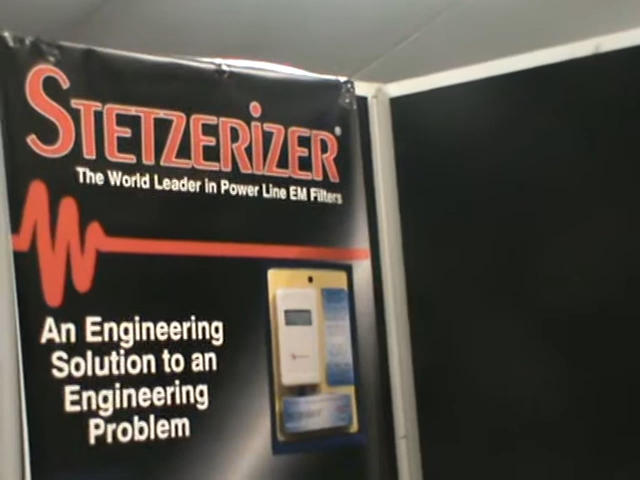 STETZERiZER®
The World Leader in Power Line EM Filters
An Engineering
Solution to an
Engineering
Problem